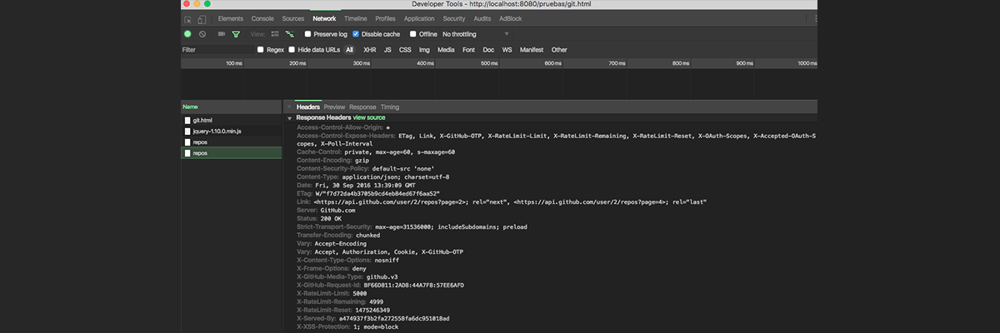 Developer Tools - http://localhost:8080/pruebas/git.html
Elements Console Sources Network Timeline Profiles Application Security Audits AdBlock
View: Preserve log Disable cache Offline No throttling
Filter Regex Hide data URLs All XHR JS CSS Img Media Font Doc WS Manifest Other
100 ms 200 ms 300 ms 400 ms 500 ms 600 ms 700 ms 800 ms 900 ms 1000 ms
Name
git.html
jquery-1.10.0.min.js
repos
repos
× Headers Preview Response Timing
Response Headers view source
Access-Control-Allow-Origin: *
Access-Control-Expose-Headers: ETag, Link, X-GitHub-OTP, X-RateLimit-Limit, X-RateLimit-Remaining, X-RateLimit-Reset, X-OAuth-Scopes, X-Accepted-OAuth-S
copes, X-Poll-Interval
Cache-Control: private, max-age=60, s-maxage=60
Content-Encoding: gzip
Content-Security-Policy: default-src 'none'
Content-Type: application/json; charset=utf-8
Date: Fri, 30 Sep 2016 13:39:09 GMT
ETag: W/"f7d72da4b3705b9cd4eb84ed67f6aa52"
Link: <https://api.github.com/user/2/repos?page=2>; rel="next", <https://api.github.com/user/2/repos?page=4>; rel="last"
Server: GitHub.com
Status: 200 OK
Strict-Transport-Security: max-age=31536000; includeSubdomains; preload
Transfer-Encoding: chunked
Vary: Accept-Encoding
Vary: Accept, Authorization, Cookie, X-GitHub-OTP
X-Content-Type-Options: nosniff
X-Frame-Options: deny
X-GitHub-Media-Type: github.v3
X-GitHub-Request-Id: BF66D811:2AD8:44A7F8:57EE6AFD
X-RateLimit-Limit: 5000
X-RateLimit-Remaining: 4999
X-RateLimit-Reset: 1475246349
X-Served-By: a474937f3b2fa272558fa6dc951018ad
X-XSS-Protection: 1; mode=block